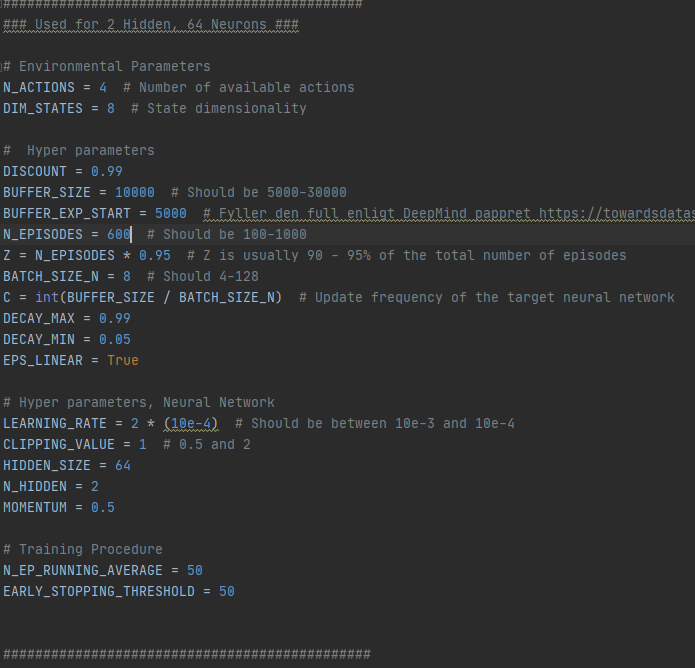 #############################################
### Used for 2 Hidden, 64 Neurons ###
# Environmental Parameters
N_ACTIONS = 4  # Number of available actions
DIM_STATES = 8  # State dimensionality
#  Hyper parameters
DISCOUNT = 0.99
BUFFER_SIZE = 10000  # Should be 5000-30000
BUFFER_EXP_START = 5000  # Fyller den full enligt DeepMind pappret https://towardsdatas
N_EPISODES = 600  # Should be 100-1000
Z = N_EPISODES * 0.95  # Z is usually 90 - 95% of the total number of episodes
BATCH_SIZE_N = 8  # Should 4-128
C = int(BUFFER_SIZE / BATCH_SIZE_N)  # Update frequency of the target neural network
DECAY_MAX = 0.99
DECAY_MIN = 0.05
EPS_LINEAR = True
# Hyper parameters, Neural Network
LEARNING_RATE = 2 * (10e-4)  # Should be between 10e-3 and 10e-4
CLIPPING_VALUE = 1  # 0.5 and 2
HIDDEN_SIZE = 64
N_HIDDEN = 2
MOMENTUM = 0.5
# Training Procedure
N_EP_RUNNING_AVERAGE = 50
EARLY_STOPPING_THRESHOLD = 50
##############################################